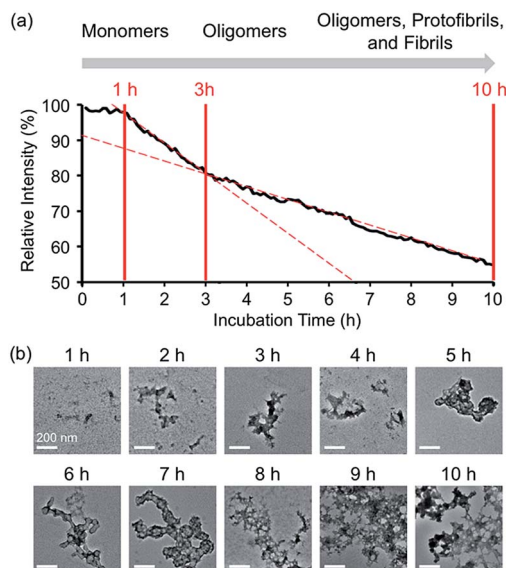 (a)
Monomers
Oligomers
Oligomers, Protofibrils,
and Fibrils
1 h
3h
10 h
Relative Intensity (%)
100
90
80
70
60
50
0 1 2 3 4 5 6 7 8 9 10
Incubation Time (h)
(b)
1 h 2 h 3 h 4 h 5 h
200 nm
6 h 7 h 8 h 9 h 10 h